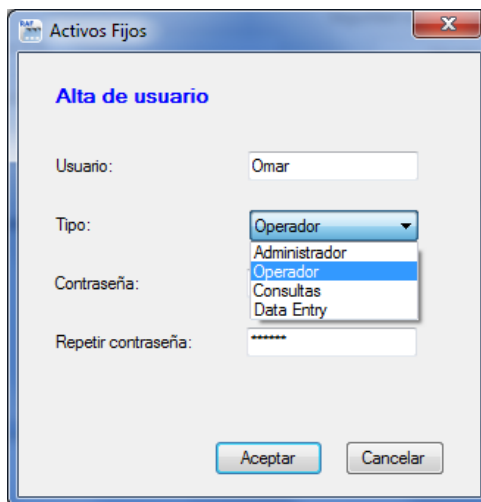 Activos Fijos
Alta de usuario
Usuario: Omar
Tipo: Operador
Administrador
Operador
Consultas
Contraseña:
Data Entry
Repetir contraseña: ******
Aceptar Cancelar